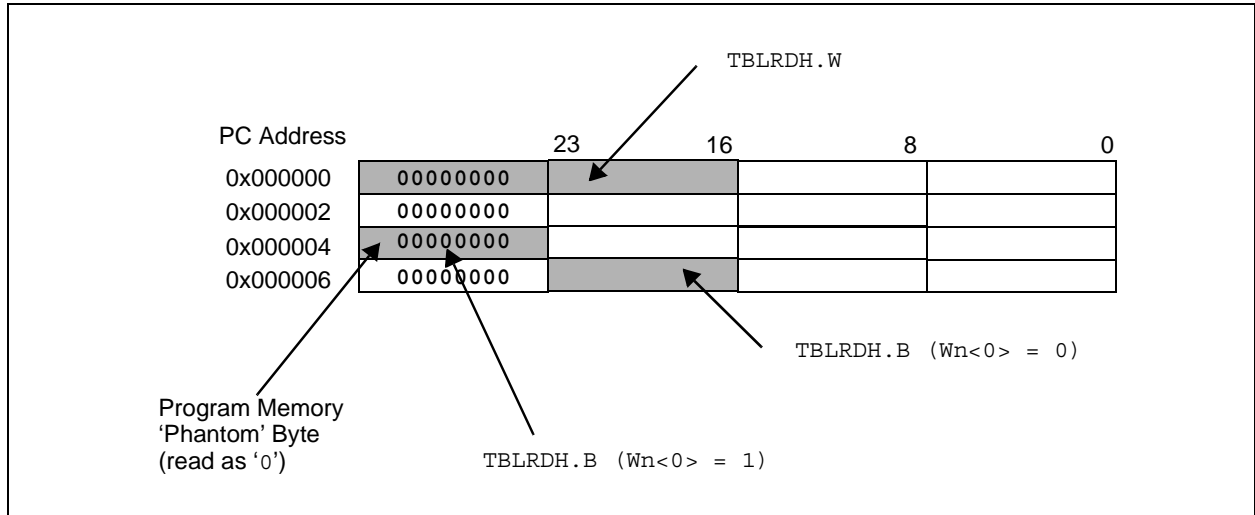 TBLRDH.W
PC Address
23 16 8 0
0x000000 00000000
0x000002 00000000
0x000004 00000000
0x000006 00000000
TBLRDH.B (Wn<0> = 0)
Program Memory
‘Phantom’ Byte
(read as ‘0’)
TBLRDH.B (Wn<0> = 1)